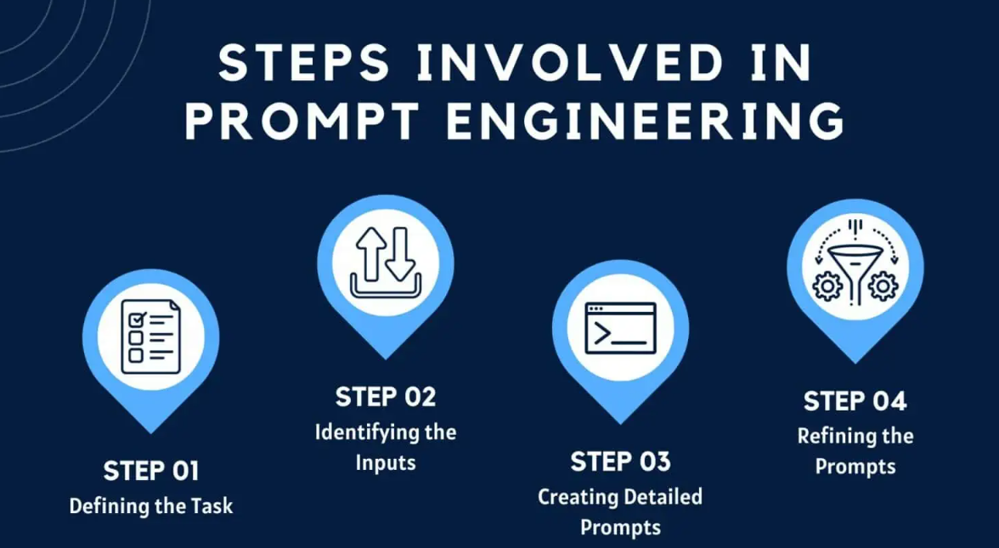 STEPS INVOLVED IN
PROMPT ENGINEERING
STEP 01
Defining the Task
STEP 02
Identifying the
Inputs
STEP 03
Creating Detailed
Prompts
STEP 04
Refining the
Prompts